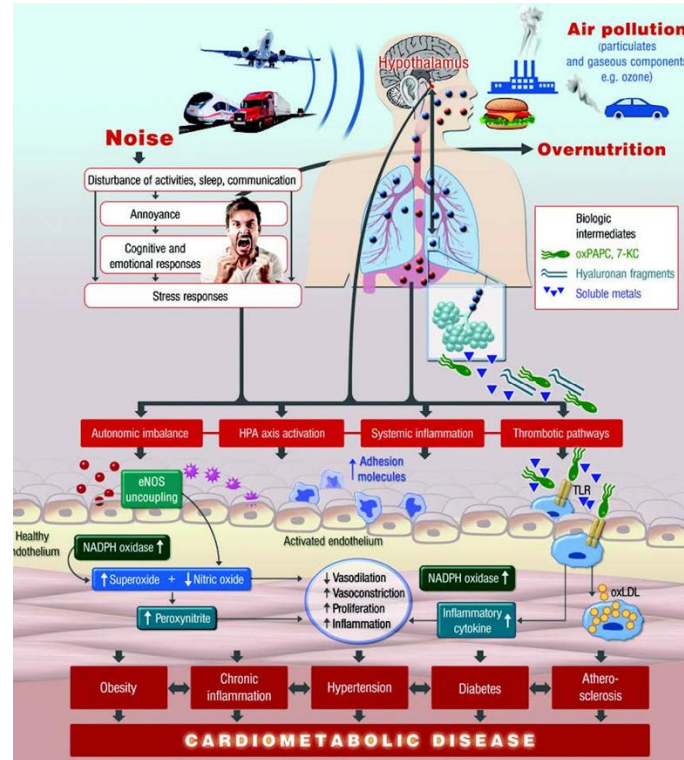 Air pollution
(particulates
and gaseous components
e.g. ozone)
Hypothalamus
Noise
Overnutrition
Disturbance of activities, sleep, communication
Annoyance
Cognitive and
emotional responses
Stress responses
Biologic
intermediates
oxPAPC, 7-KC
Hyaluronan fragments
Soluble metals
Autonomic imbalance
HPA axis activation
Systemic inflammation
Thrombotic pathways
eNOS
uncoupling
↑ Adhesion
molecules
TLR
Healthy
endothelium
Activated endothelium
NADPH oxidase ↑
↑ Superoxide + ↓ Nitric oxide
↑ Peroxynitrite
↓ Vasodilation
↑ Vasoconstriction
↑ Proliferation
↑ Inflammation
NADPH oxidase ↑
Inflammatory
cytokine ↑
oxLDL
Obesity
Chronic
inflammation
Hypertension
Diabetes
Athero-
sclerosis
CARDIOMETABOLIC DISEASE